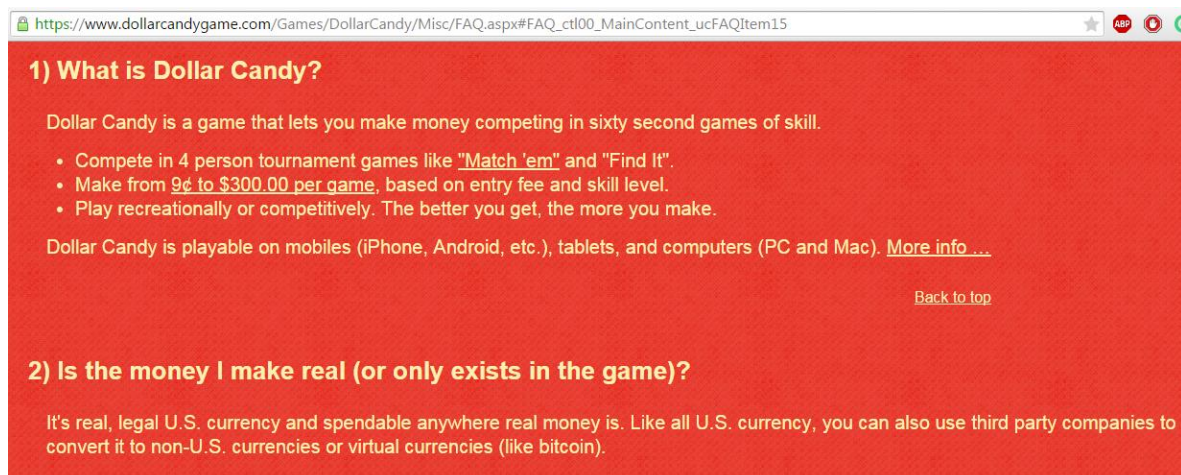 https://www.dollarcandygame.com/Games/DollarCandy/Misc/FAQ.aspx#FAQ_ctl00_MainContent_ucFAQItem15
ABP
1) What is Dollar Candy?
Dollar Candy is a game that lets you make money competing in sixty second games of skill.
• Compete in 4 person tournament games like "Match 'em" and "Find It".
• Make from 9¢ to $300.00 per game, based on entry fee and skill level.
• Play recreationally or competitively. The better you get, the more you make.
Dollar Candy is playable on mobiles (iPhone, Android, etc.), tablets, and computers (PC and Mac). More info ...
Back to top
2) Is the money I make real (or only exists in the game)?
It's real, legal U.S. currency and spendable anywhere real money is. Like all U.S. currency, you can also use third party companies to
convert it to non-U.S. currencies or virtual currencies (like bitcoin).